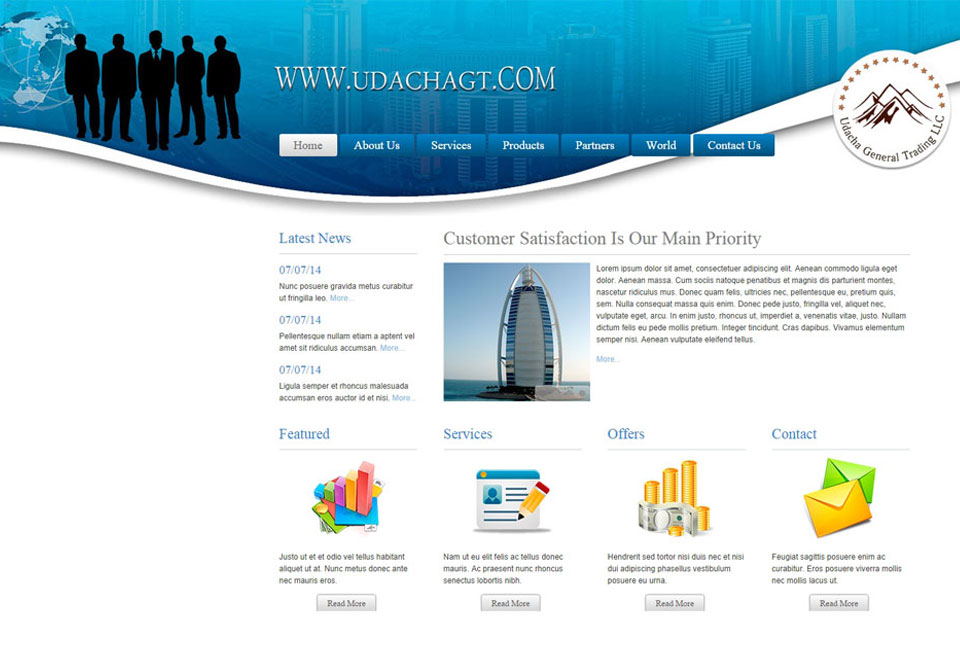 WWW.UDACHAGT.COM
Udacha General Trading LLC
Home About Us Services Products Partners World Contact Us
Latest News
07/07/14
Nunc posuere gravida metus curabitur
ut fringilla leo. More...
07/07/14
Pellentesque nullam etiam a aptent vel
amet sit ridiculus accumsan. More...
07/07/14
Ligula semper et rhoncus malesuada
accumsan eros auctor id et nisi. More...
Customer Satisfaction Is Our Main Priority
Lorem ipsum dolor sit amet, consectetuer adipiscing elit. Aenean commodo ligula eget
dolor. Aenean massa. Cum sociis natoque penatibus et magnis dis parturient montes,
nascetur ridiculus mus. Donec quam felis, ultricies nec, pellentesque eu, pretium quis,
sem. Nulla consequat massa quis enim. Donec pede justo, fringilla vel, aliquet nec,
vulputate eget, arcu. In enim justo, rhoncus ut, imperdiet a, venenatis vitae, justo. Nullam
dictum felis eu pede mollis pretium. Integer tincidunt. Cras dapibus. Vivamus elementum
semper nisi. Aenean vulputate eleifend tellus.
More...
Featured
Justo ut et et odio vel tellus habitant
aliquet ut at. Nunc metus donec ante
nec mauris eros.
Read More
Services
Nam ut eu elit felis ac tellus donec
mauris. Ac praesent nunc rhoncus
senectus lobortis nibh.
Read More
Offers
Hendrerit sed tortor nisi duis nec et nisi
dui adipiscing phasellus vestibulum
posuere eu urna.
Read More
Contact
Feugiat sagittis posuere enim ac
curabitur. Eros posuere viverra mollis
nec mollis lacus ut.
Read More